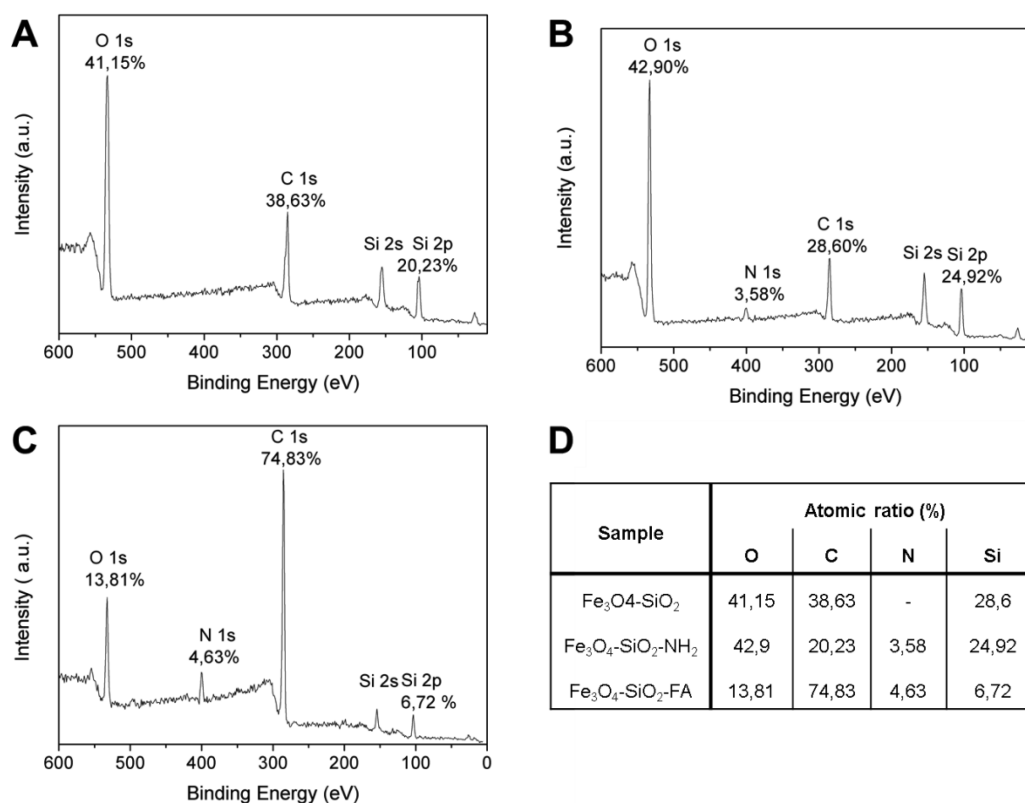 A
O 1s
41,15%
C 1s
38,63%
Si 2s
Si 2p
20,23%
Intensity (a.u.)
600 500 400 300 200 100
Binding Energy (eV)
B
O 1s
42,90%
N 1s
3,58%
C 1s
28,60%
Si 2s
Si 2p
24,92%
Intensity (a.u.)
600 500 400 300 200 100
Binding Energy (eV)
C
C 1s
74,83%
O 1s
13,81%
N 1s
4,63%
Si 2s
Si 2p
6,72 %
Intensity ( a.u.)
600 500 400 300 200 100 0
Binding Energy (eV)
D
Sample
Atomic ratio (%)
O C N Si
Fe₃O4-SiO₂ 41,15 38,63 - 28,6
Fe₃O₄-SiO₂-NH₂ 42,9 20,23 3,58 24,92
Fe₃O₄-SiO₂-FA 13,81 74,83 4,63 6,72